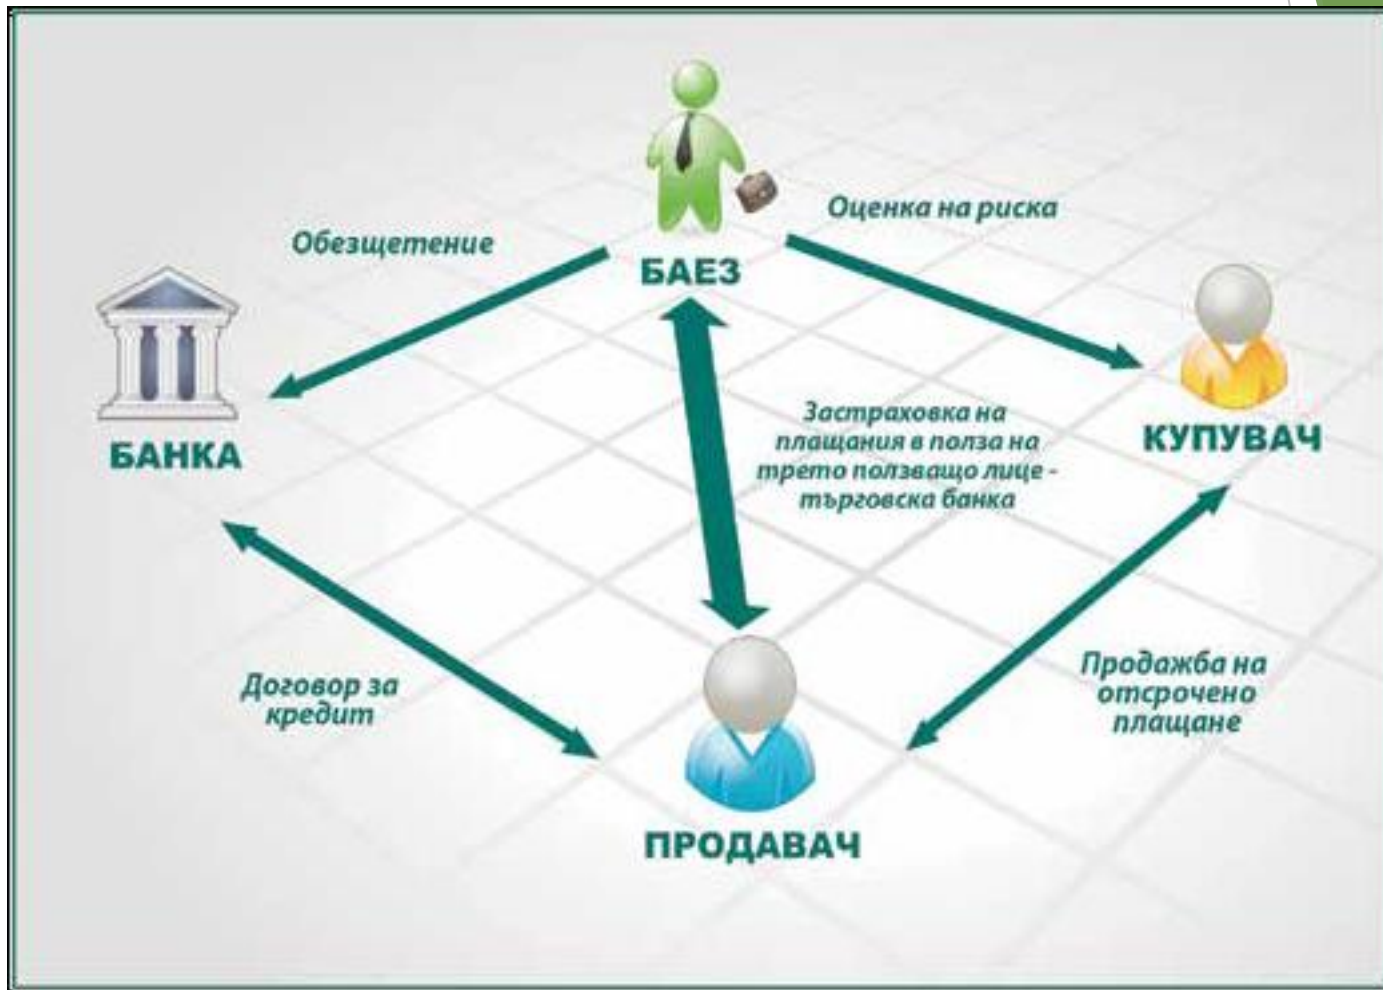 Оценка на риска
Обезщетение
БАЕЗ
Застраховка на
плащания в полза на
трето ползващо лице -
търговска банка
КУПУВАЧ
БАНКА
Договор за
кредит
Продажба на
отсрочено
плащане
ПРОДАВАЧ